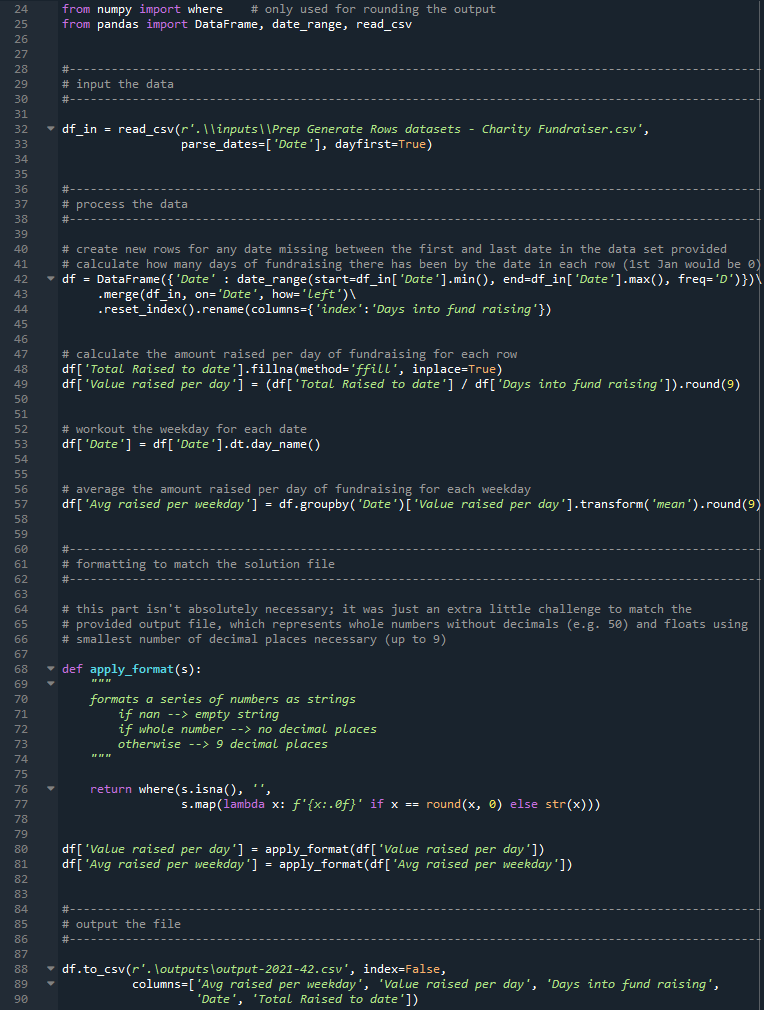 24 from numpy import where    # only used for rounding the output
25 from pandas import DataFrame, date_range, read_csv
26
27
28 #---------------------------------------------------------------------------------------------------
29 # input the data
30 #---------------------------------------------------------------------------------------------------
31
32 df_in = read_csv(r'.\\inputs\\Prep Generate Rows datasets - Charity Fundraiser.csv',
33                  parse_dates=['Date'], dayfirst=True)
34
35
36 #---------------------------------------------------------------------------------------------------
37 # process the data
38 #---------------------------------------------------------------------------------------------------
39
40 # create new rows for any date missing between the first and last date in the data set provided
41 # calculate how many days of fundraising there has been by the date in each row (1st Jan would be 0)
42 df = DataFrame({'Date' : date_range(start=df_in['Date'].min(), end=df_in['Date'].max(), freq='D')})\
43      .merge(df_in, on='Date', how='left')\
44      .reset_index().rename(columns={'index':'Days into fund raising'})
45
46
47 # calculate the amount raised per day of fundraising for each row
48 df['Total Raised to date'].fillna(method='ffill', inplace=True)
49 df['Value raised per day'] = (df['Total Raised to date'] / df['Days into fund raising']).round(9)
50
51
52 # workout the weekday for each date
53 df['Date'] = df['Date'].dt.day_name()
54
55
56 # average the amount raised per day of fundraising for each weekday
57 df['Avg raised per weekday'] = df.groupby('Date')['Value raised per day'].transform('mean').round(9)
58
59
60 #---------------------------------------------------------------------------------------------------
61 # formatting to match the solution file
62 #---------------------------------------------------------------------------------------------------
63
64 # this part isn't absolutely necessary; it was just an extra little challenge to match the
65 # provided output file, which represents whole numbers without decimals (e.g. 50) and floats using
66 # smallest number of decimal places necessary (up to 9)
67
68 def apply_format(s):
69     """
70     formats a series of numbers as strings
71         if nan --> empty string
72         if whole number --> no decimal places
73         otherwise --> 9 decimal places
74     """
75
76     return where(s.isna(), '',
77                  s.map(lambda x: f'{x:.0f}' if x == round(x, 0) else str(x)))
78
79
80 df['Value raised per day'] = apply_format(df['Value raised per day'])
81 df['Avg raised per weekday'] = apply_format(df['Avg raised per weekday'])
82
83
84 #---------------------------------------------------------------------------------------------------
85 # output the file
86 #---------------------------------------------------------------------------------------------------
87
88 df.to_csv(r'.\outputs\output-2021-42.csv', index=False,
89           columns=['Avg raised per weekday', 'Value raised per day', 'Days into fund raising',
90                    'Date', 'Total Raised to date'])